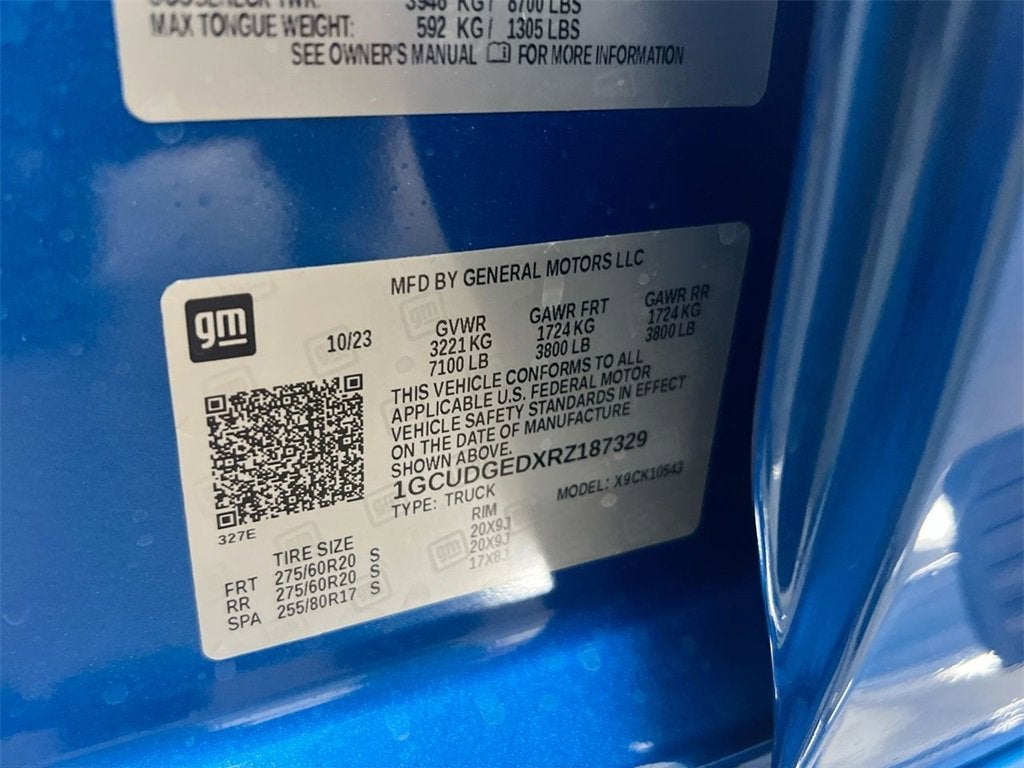 3946 KG/ 8700 LBS
MAX TONGUE WEIGHT: 592 KG/ 1305 LBS
SEE OWNER'S MANUAL FOR MORE INFORMATION
MFD BY GENERAL MOTORS LLC
gm
10/23
GVWR GAWR FRT GAWR RR
3221 KG 1724 KG 1724 KG
7100 LB 3800 LB 3800 LB
THIS VEHICLE CONFORMS TO ALL
APPLICABLE U.S. FEDERAL MOTOR
VEHICLE SAFETY STANDARDS IN EFFECT
ON THE DATE OF MANUFACTURE
SHOWN ABOVE.
1GCUDGEDXRZ187329
TYPE: TRUCK MODEL: X9CK10543
327E
TIRE SIZE RIM
FRT 275/60R20 S 20X9J
RR 275/60R20 S 20X9J
SPA 255/80R17 S 17X8J